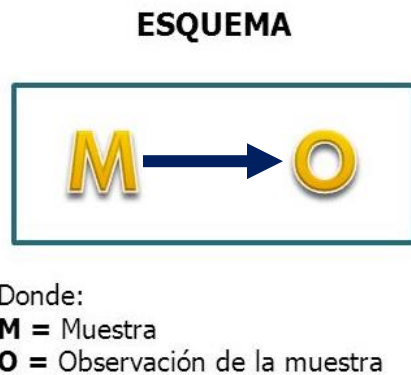 ESQUEMA
M O
Donde:
M = Muestra
O = Observación de la muestra